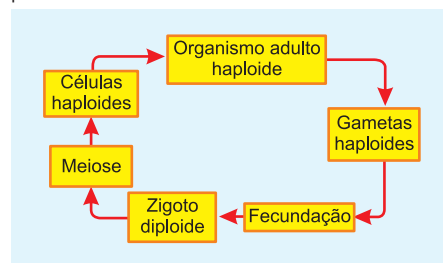 Organismo adulto
haploide
Gametas
haploides
Fecundação
Zigoto
diploide
Meiose
Células
haploides